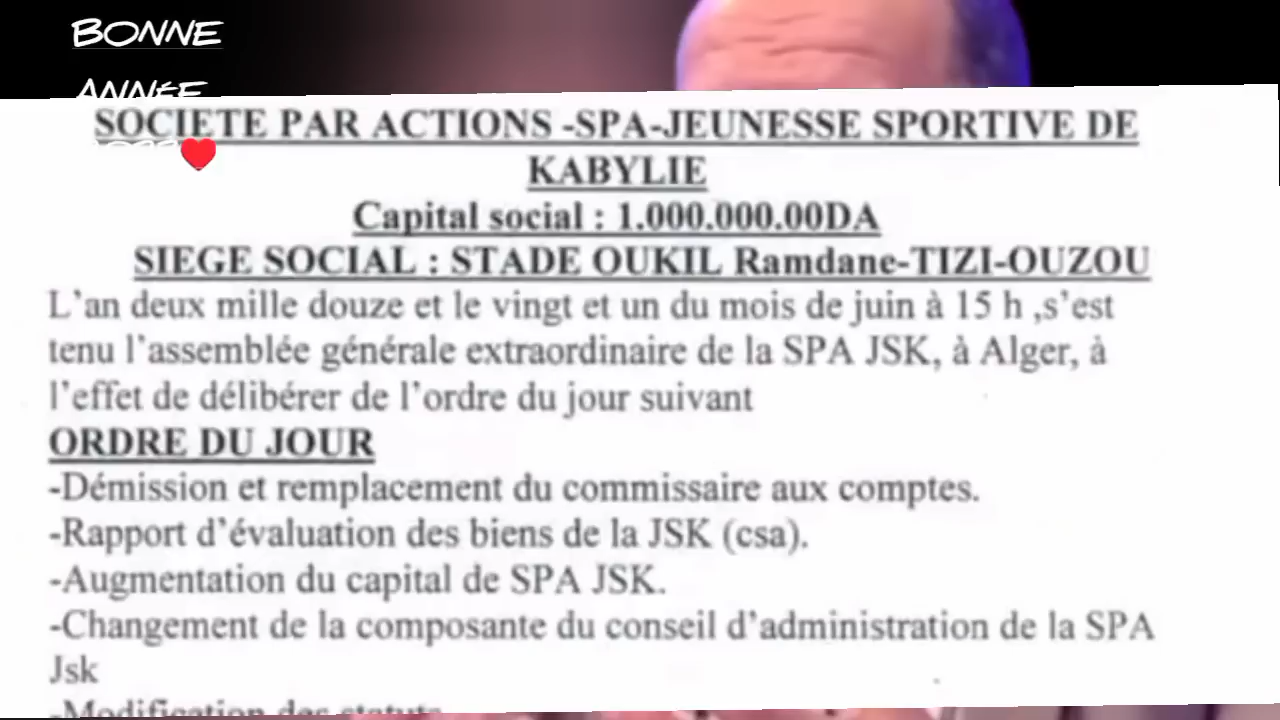 BONNE
ANNÉE
SOCIETE PAR ACTIONS -SPA-JEUNESSE SPORTIVE DE
KABYLIE
Capital social : 1.000.000.00DA
SIEGE SOCIAL : STADE OUKIL Ramdane-TIZI-OUZOU
L'an deux mille douze et le vingt et un du mois de juin à 15 h ,s'est
tenu l'assemblée générale extraordinaire de la SPA JSK, à Alger, à
l'effet de délibérer de l'ordre du jour suivant
ORDRE DU JOUR
-Démission et remplacement du commissaire aux comptes.
-Rapport d'évaluation des biens de la JSK (csa).
-Augmentation du capital de SPA JSK.
-Changement de la composante du conseil d'administration de la SPA
Jsk
-Modification des statuts